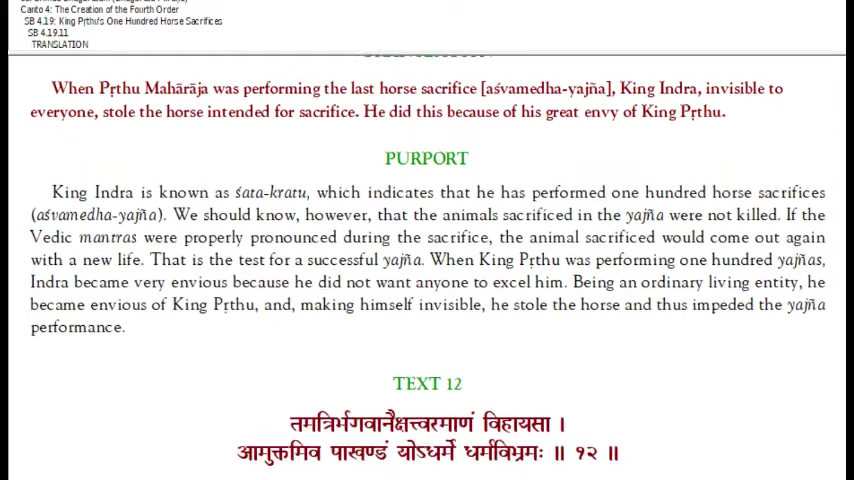 Canto 4: The Creation of the Fourth Order
SB 4.19: King Pṛthu's One Hundred Horse Sacrifices
SB 4.19.11
TRANSLATION
When Pṛthu Mahārāja was performing the last horse sacrifice [aśvamedha-yajña], King Indra, invisible to
everyone, stole the horse intended for sacrifice. He did this because of his great envy of King Pṛthu.
PURPORT
King Indra is known as śata-kratu, which indicates that he has performed one hundred horse sacrifices
(aśvamedha-yajña). We should know, however, that the animals sacrificed in the yajña were not killed. If the
Vedic mantras were properly pronounced during the sacrifice, the animal sacrificed would come out again
with a new life. That is the test for a successful yajña. When King Pṛthu was performing one hundred yajñas,
Indra became very envious because he did not want anyone to excel him. Being an ordinary living entity, he
became envious of King Pṛthu, and, making himself invisible, he stole the horse and thus impeded the yajña
performance.
TEXT 12
तमत्रिर्भगवानैक्षत्त्वरमाणं विहायसा ।
आमुक्तमिव पाखण्डं योऽधर्मे धर्मविभ्रमः ॥ १२ ॥